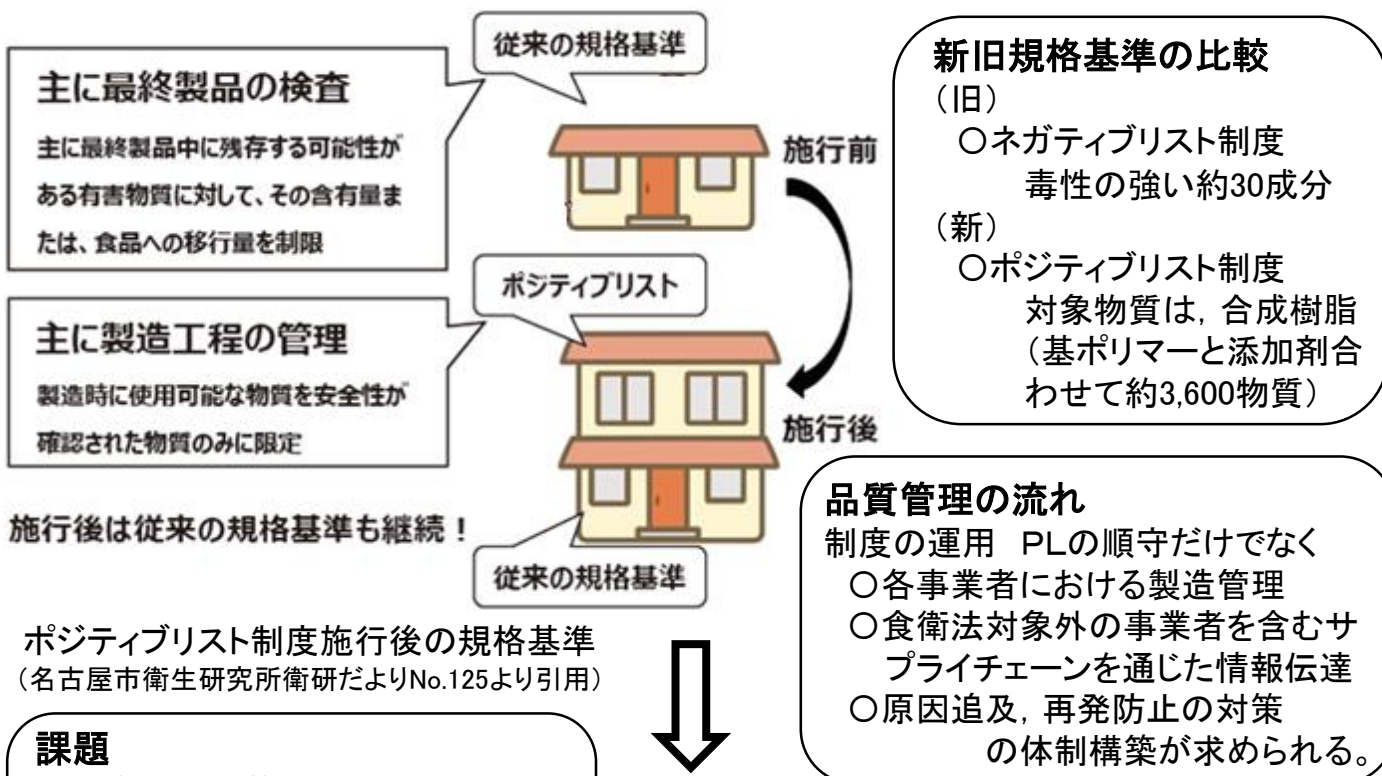 従来の規格基準
主に最終製品の検査
主に最終製品中に残存する可能性が
ある有害物質に対して、その含有量ま
たは、食品への移行量を制限
施行前
ポジティブリスト
主に製造工程の管理
製造時に使用可能な物質を安全性が
確認された物質のみに限定
施行後
施行後は従来の規格基準も継続！
従来の規格基準
ポジティブリスト制度施行後の規格基準
（名古屋市衛生研究所衛研だよりNo.125より引用）
課題
新旧規格基準の比較
（旧）
〇ネガティブリスト制度
毒性の強い約30成分
（新）
〇ポジティブリスト制度
対象物質は，合成樹脂
（基ポリマーと添加剤合
わせて約3,600物質）
品質管理の流れ
制度の運用　ＰＬの順守だけでなく
〇各事業者における製造管理
〇食衛法対象外の事業者を含むサ
プライチェーンを通じた情報伝達
〇原因追及，再発防止の対策
の体制構築が求められる。